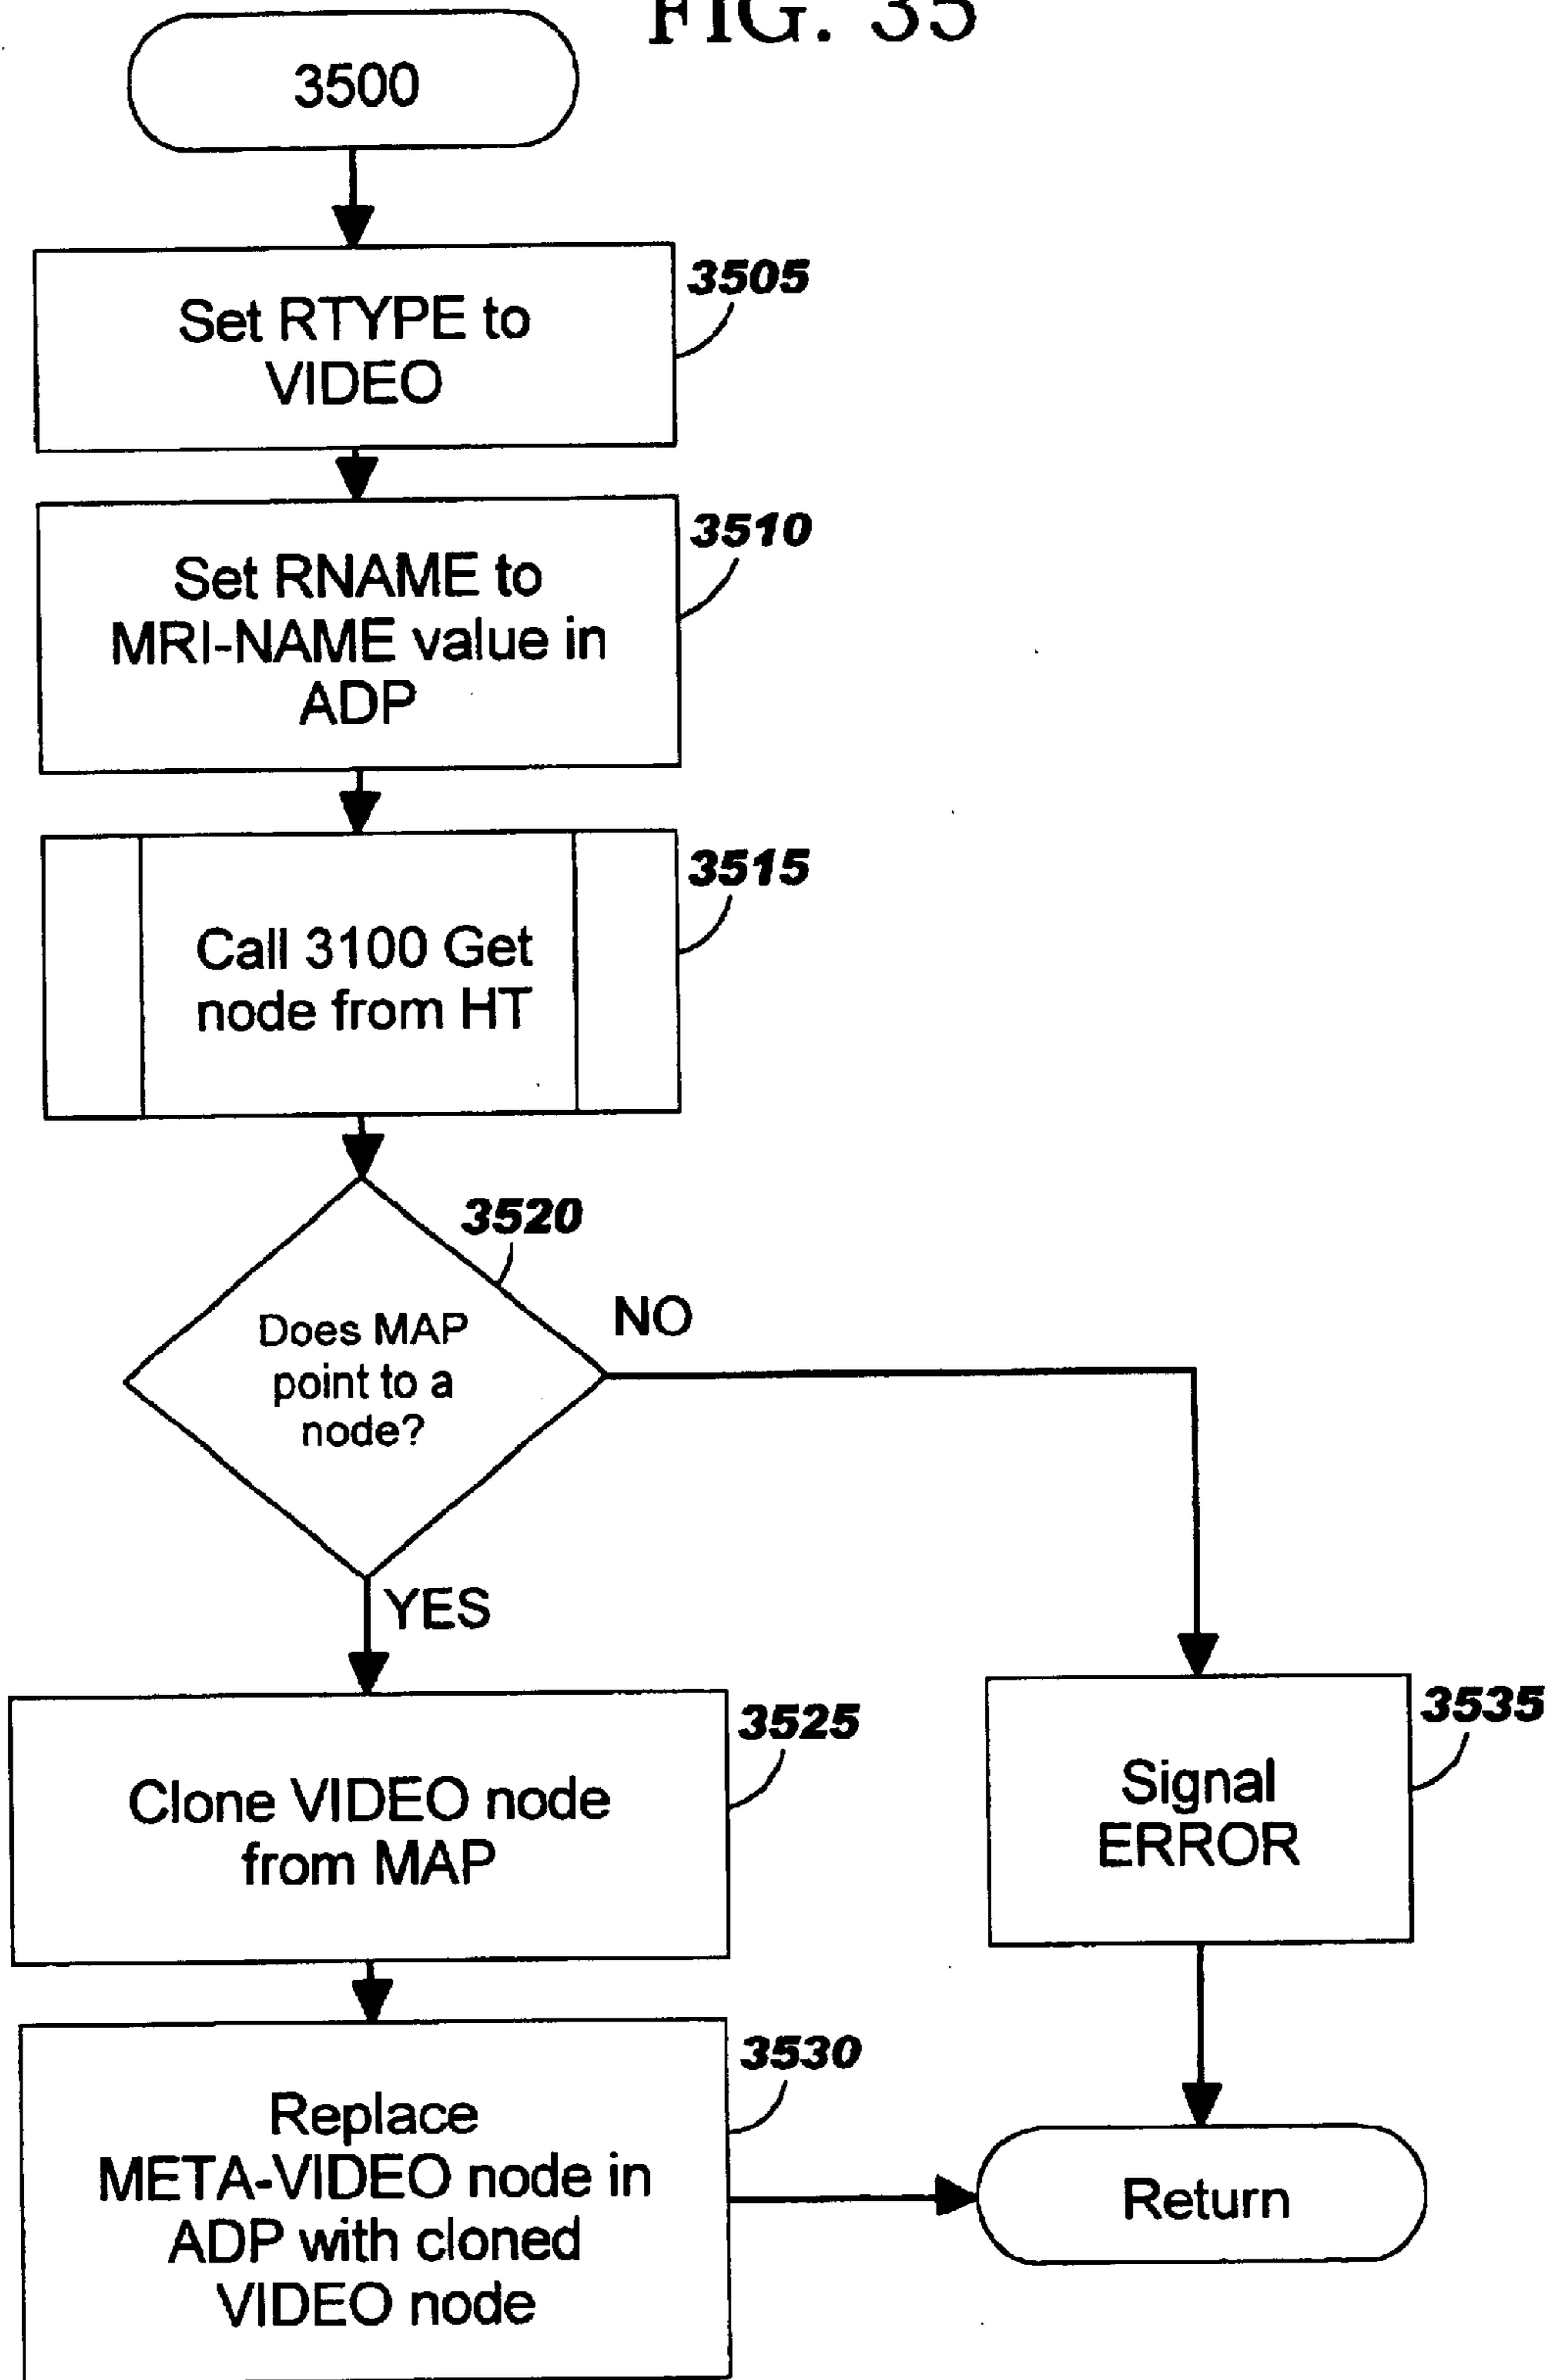 FIG. 35
3500
3505
Set RTYPE to
VIDEO
3510
Set RNAME to
MRI-NAME value in
ADP
3515
Call 3100 Get
node from HT
3520
Does MAP
point to a
node?
NO
YES
3525
Clone VIDEO node
from MAP
3535
Signal
ERROR
3530
Replace
META-VIDEO node in
ADP with cloned
VIDEO node
Return